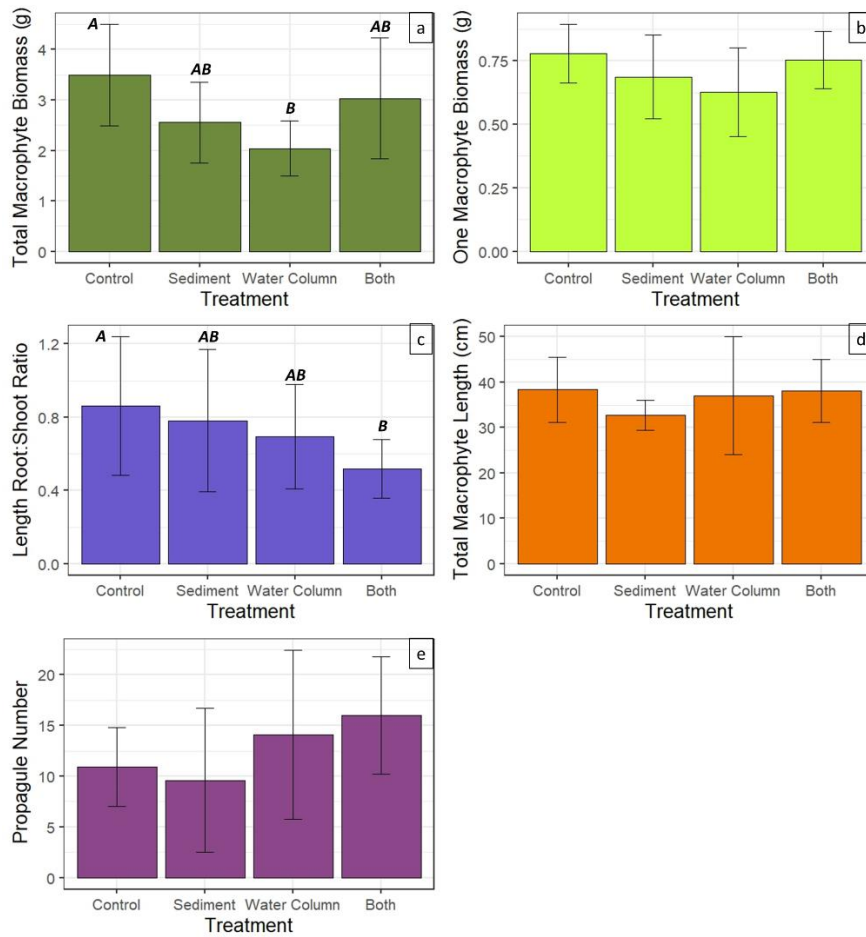 Total Macrophyte Biomass (g)
4
3
2
1
0
A
AB
B
AB
a
Control Sediment Water Column Both
Treatment
One Macrophyte Biomass (g)
0.75
0.50
0.25
0.00
b
Control Sediment Water Column Both
Treatment
Length Root:Shoot Ratio
1.2
0.8
0.4
0.0
A
AB
AB
B
c
Control Sediment Water Column Both
Treatment
Total Macrophyte Length (cm)
50
40
30
20
10
0
d
Control Sediment Water Column Both
Treatment
Propagule Number
20
15
10
5
0
e
Control Sediment Water Column Both
Treatment